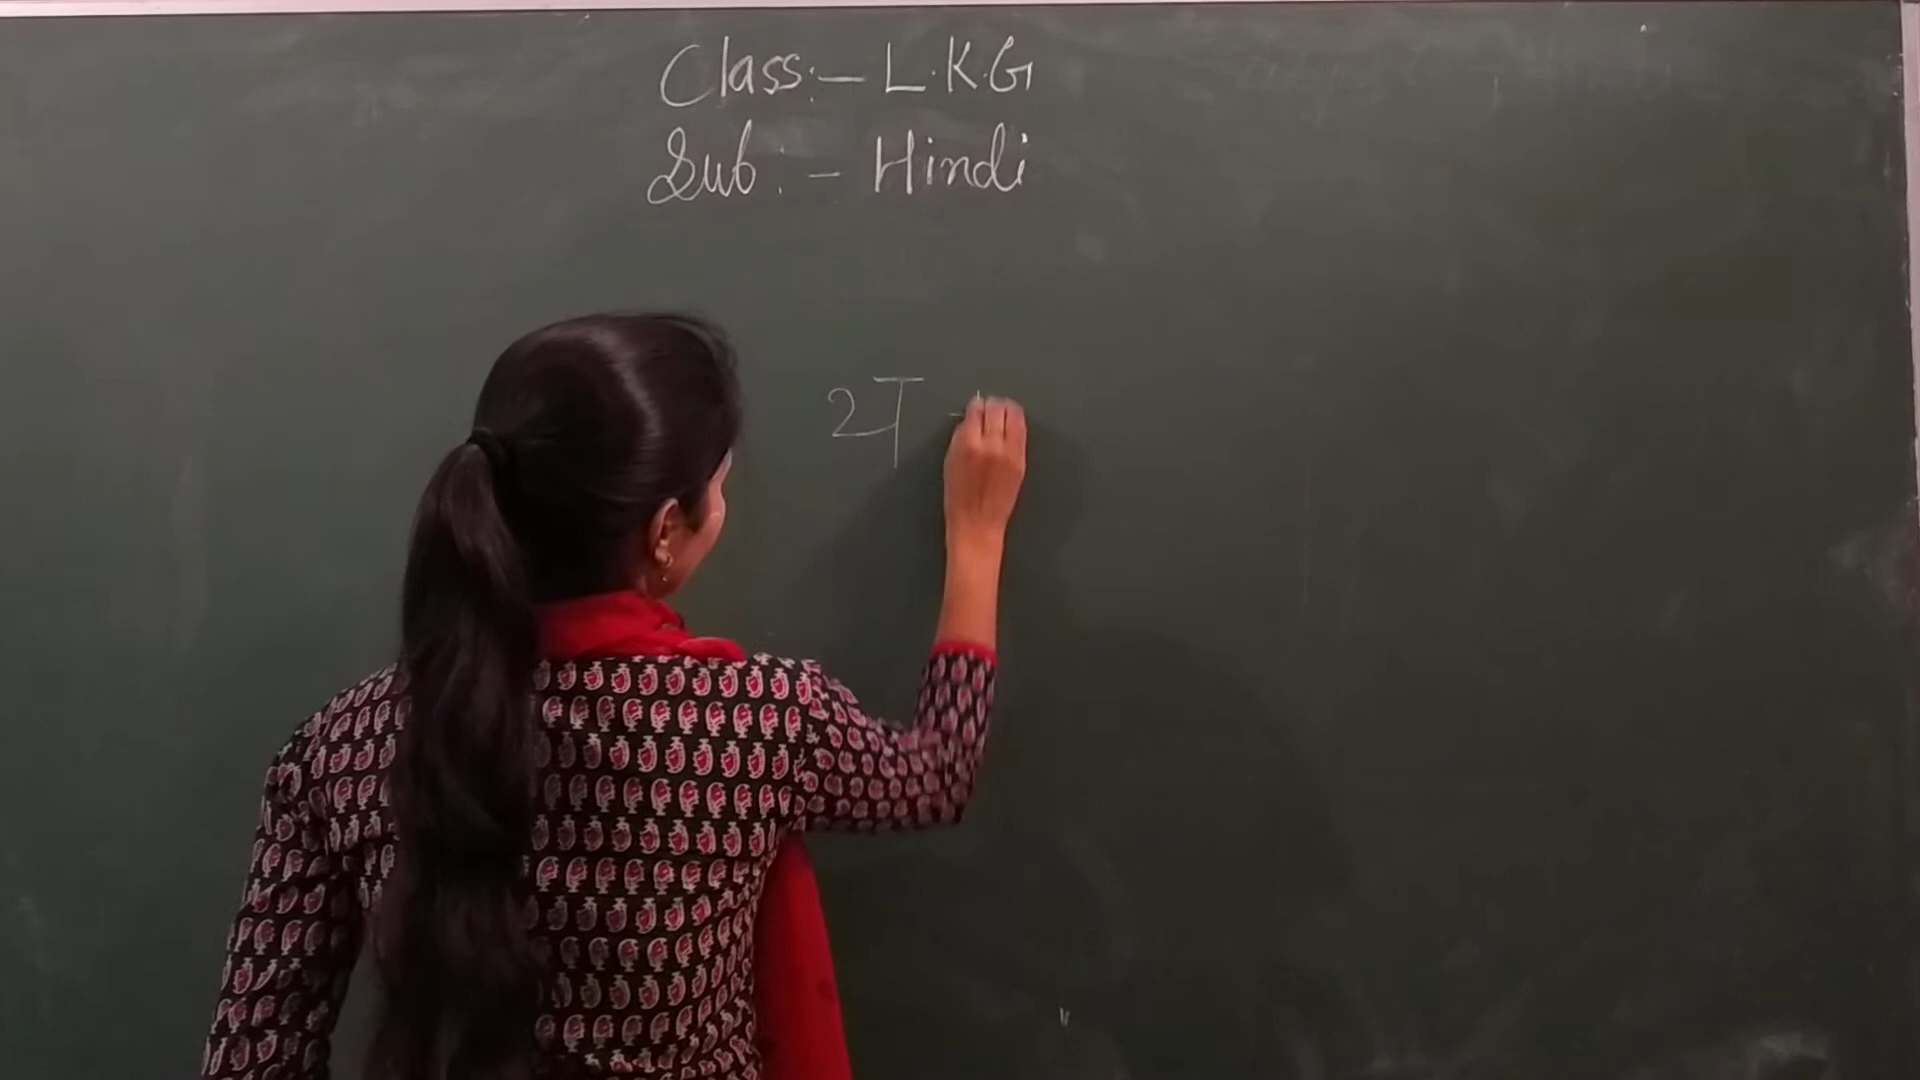 Class:- L.K.G
Sub:- Hindi
य -